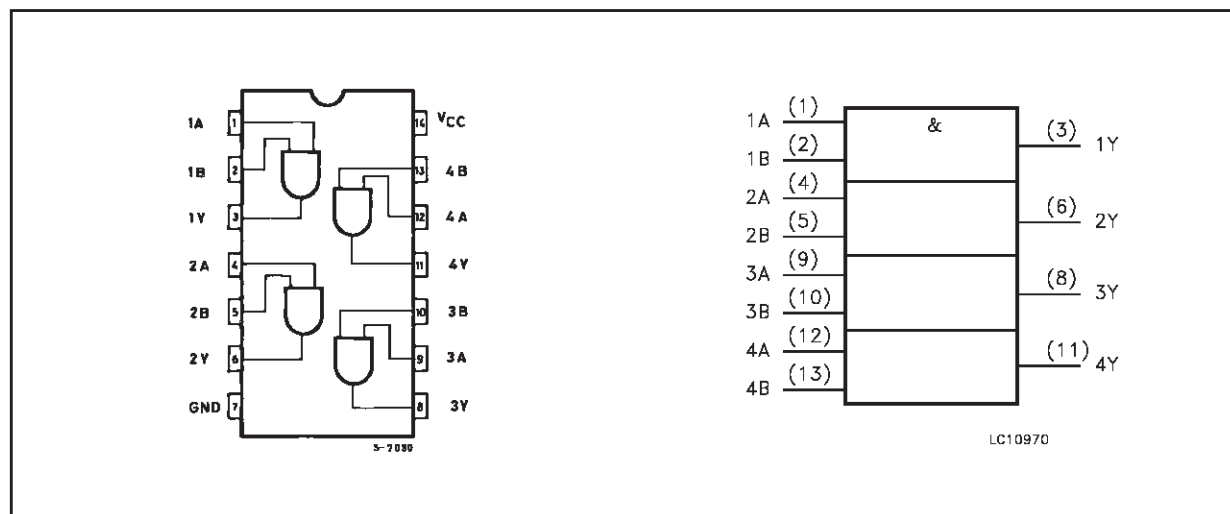 1A 1
1B 2
1Y 3
2A 4
2B 5
2Y 6
GND 7
14 VCC
13 4B
12 4A
11 4Y
10 3B
9 3A
8 3Y
S-2080
1A (1)
1B (2)
2A (4)
2B (5)
3A (9)
3B (10)
4A (12)
4B (13)
&
(3) 1Y
(6) 2Y
(8) 3Y
(11) 4Y
LC10970